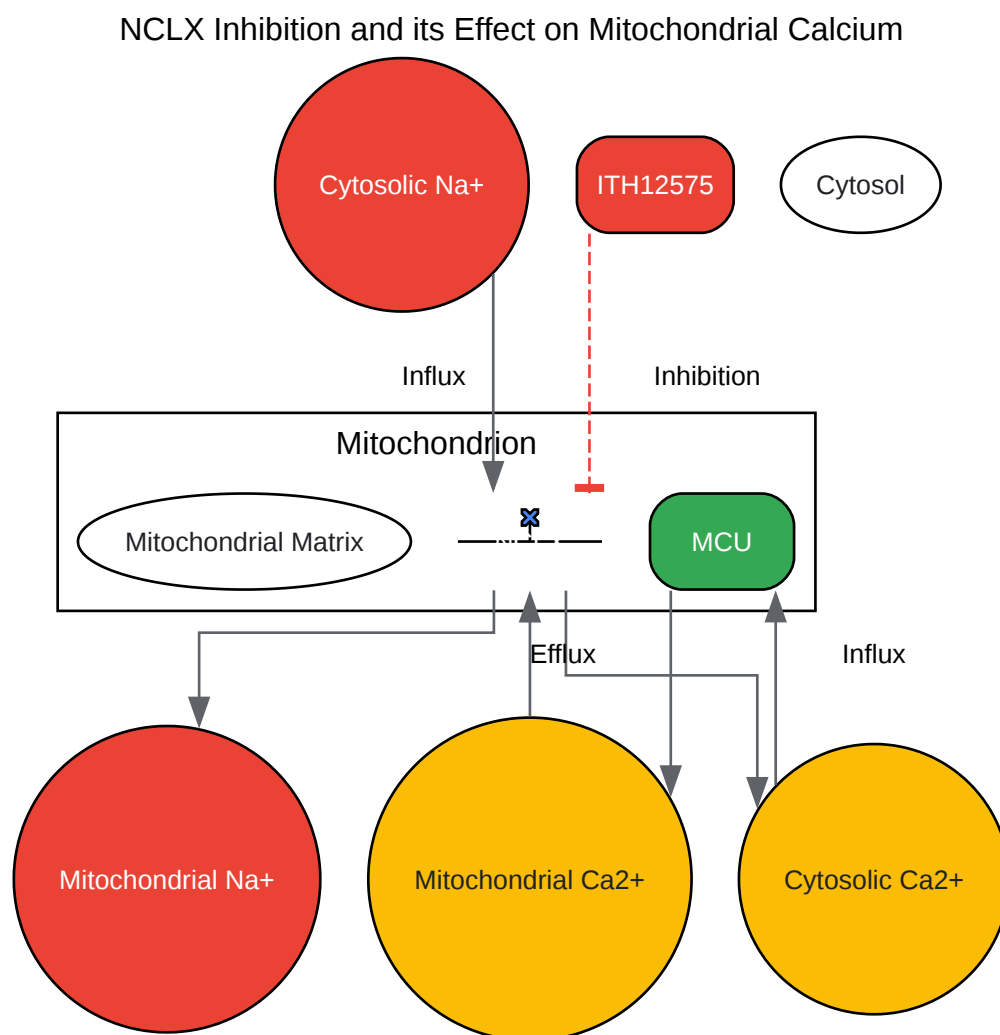 NCLX Inhibition and its Effect on Mitochondrial Calcium
Cytosolic Na+
ITH12575
Cytosol
Influx
Inhibition
Mitochondrion
Mitochondrial Matrix
MCU
Efflux
Influx
Mitochondrial Na+
Mitochondrial Ca2+
Cytosolic Ca2+